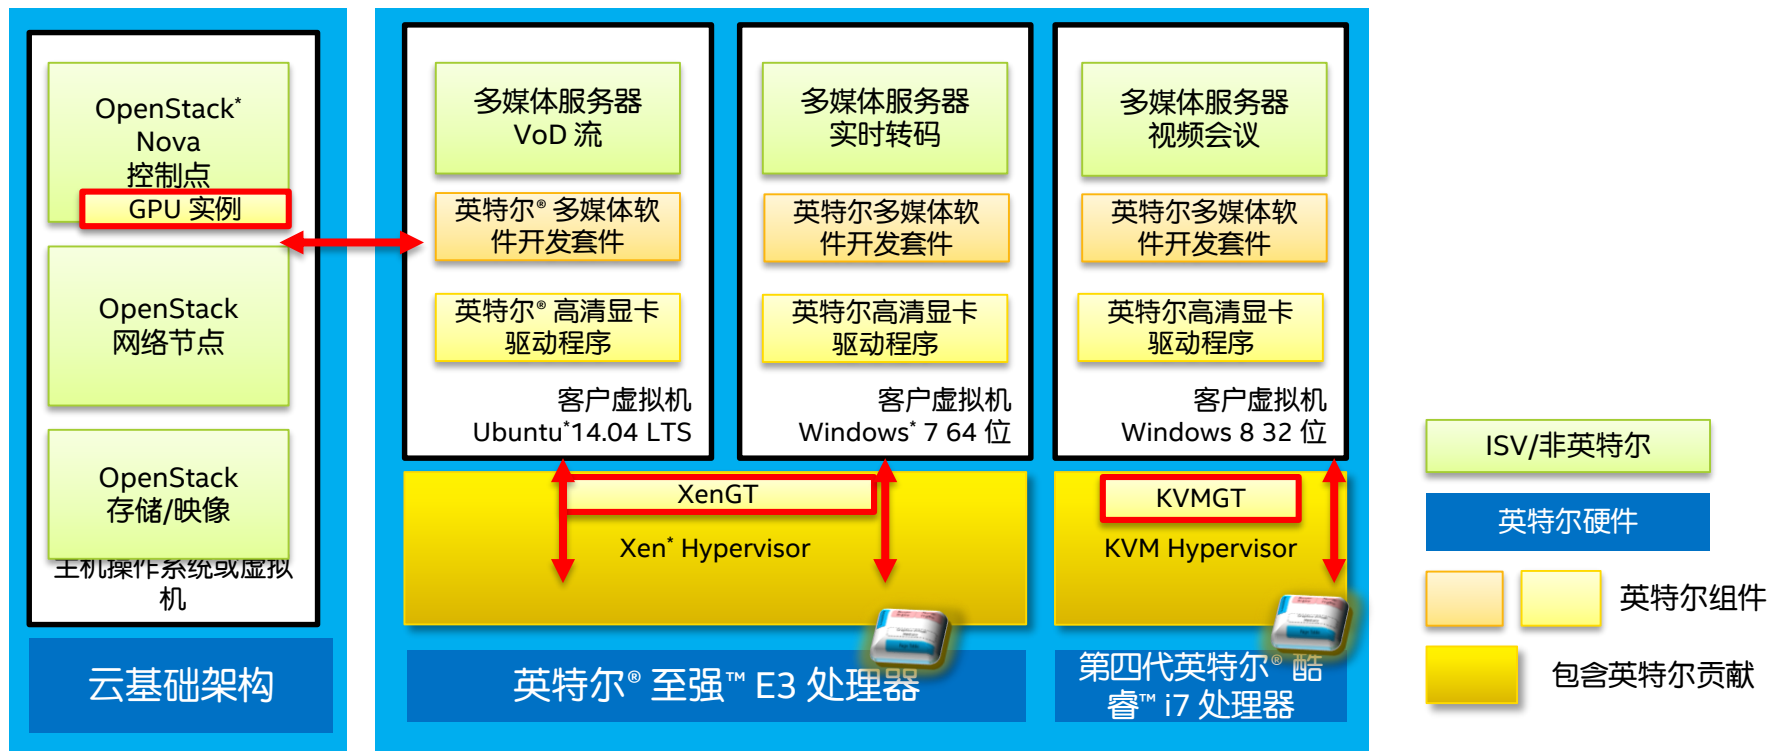 OpenStack*
Nova
控制点
GPU 实例
OpenStack
网络节点
OpenStack
存储/映像
主机操作系统或虚拟
机
云基础架构
多媒体服务器
VoD 流
英特尔® 多媒体软
件开发套件
英特尔® 高清显卡
驱动程序
客户虚拟机
Ubuntu*14.04 LTS
多媒体服务器
实时转码
英特尔多媒体软
件开发套件
英特尔高清显卡
驱动程序
客户虚拟机
Windows* 7 64 位
多媒体服务器
视频会议
英特尔多媒体软
件开发套件
英特尔高清显卡
驱动程序
客户虚拟机
Windows 8 32 位
XenGT
Xen* Hypervisor
KVMGT
KVM Hypervisor
英特尔® 至强™ E3 处理器
第四代英特尔® 酷
睿™ i7 处理器
ISV/非英特尔
英特尔硬件
英特尔组件
包含英特尔贡献